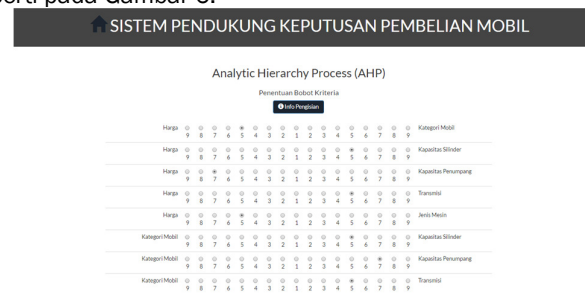 SISTEM PENDUKUNG KEPUTUSAN PEMBELIAN MOBIL
Analytic Hierarchy Process (AHP)
Penentuan Bobot Kriteria
Info Pengisian
Harga Kategori Mobil
9 8 7 6 5 4 3 2 1 2 3 4 5 6 7 8 9
Harga Kapasitas Silinder
9 8 7 6 5 4 3 2 1 2 3 4 5 6 7 8 9
Harga Kapasitas Penumpang
9 8 7 6 5 4 3 2 1 2 3 4 5 6 7 8 9
Harga Transmisi
9 8 7 6 5 4 3 2 1 2 3 4 5 6 7 8 9
Harga Jenis Mesin
9 8 7 6 5 4 3 2 1 2 3 4 5 6 7 8 9
Kategori Mobil Kapasitas Silinder
9 8 7 6 5 4 3 2 1 2 3 4 5 6 7 8 9
Kategori Mobil Kapasitas Penumpang
9 8 7 6 5 4 3 2 1 2 3 4 5 6 7 8 9
Kategori Mobil Transmisi
9 8 7 6 5 4 3 2 1 2 3 4 5 6 7 8 9